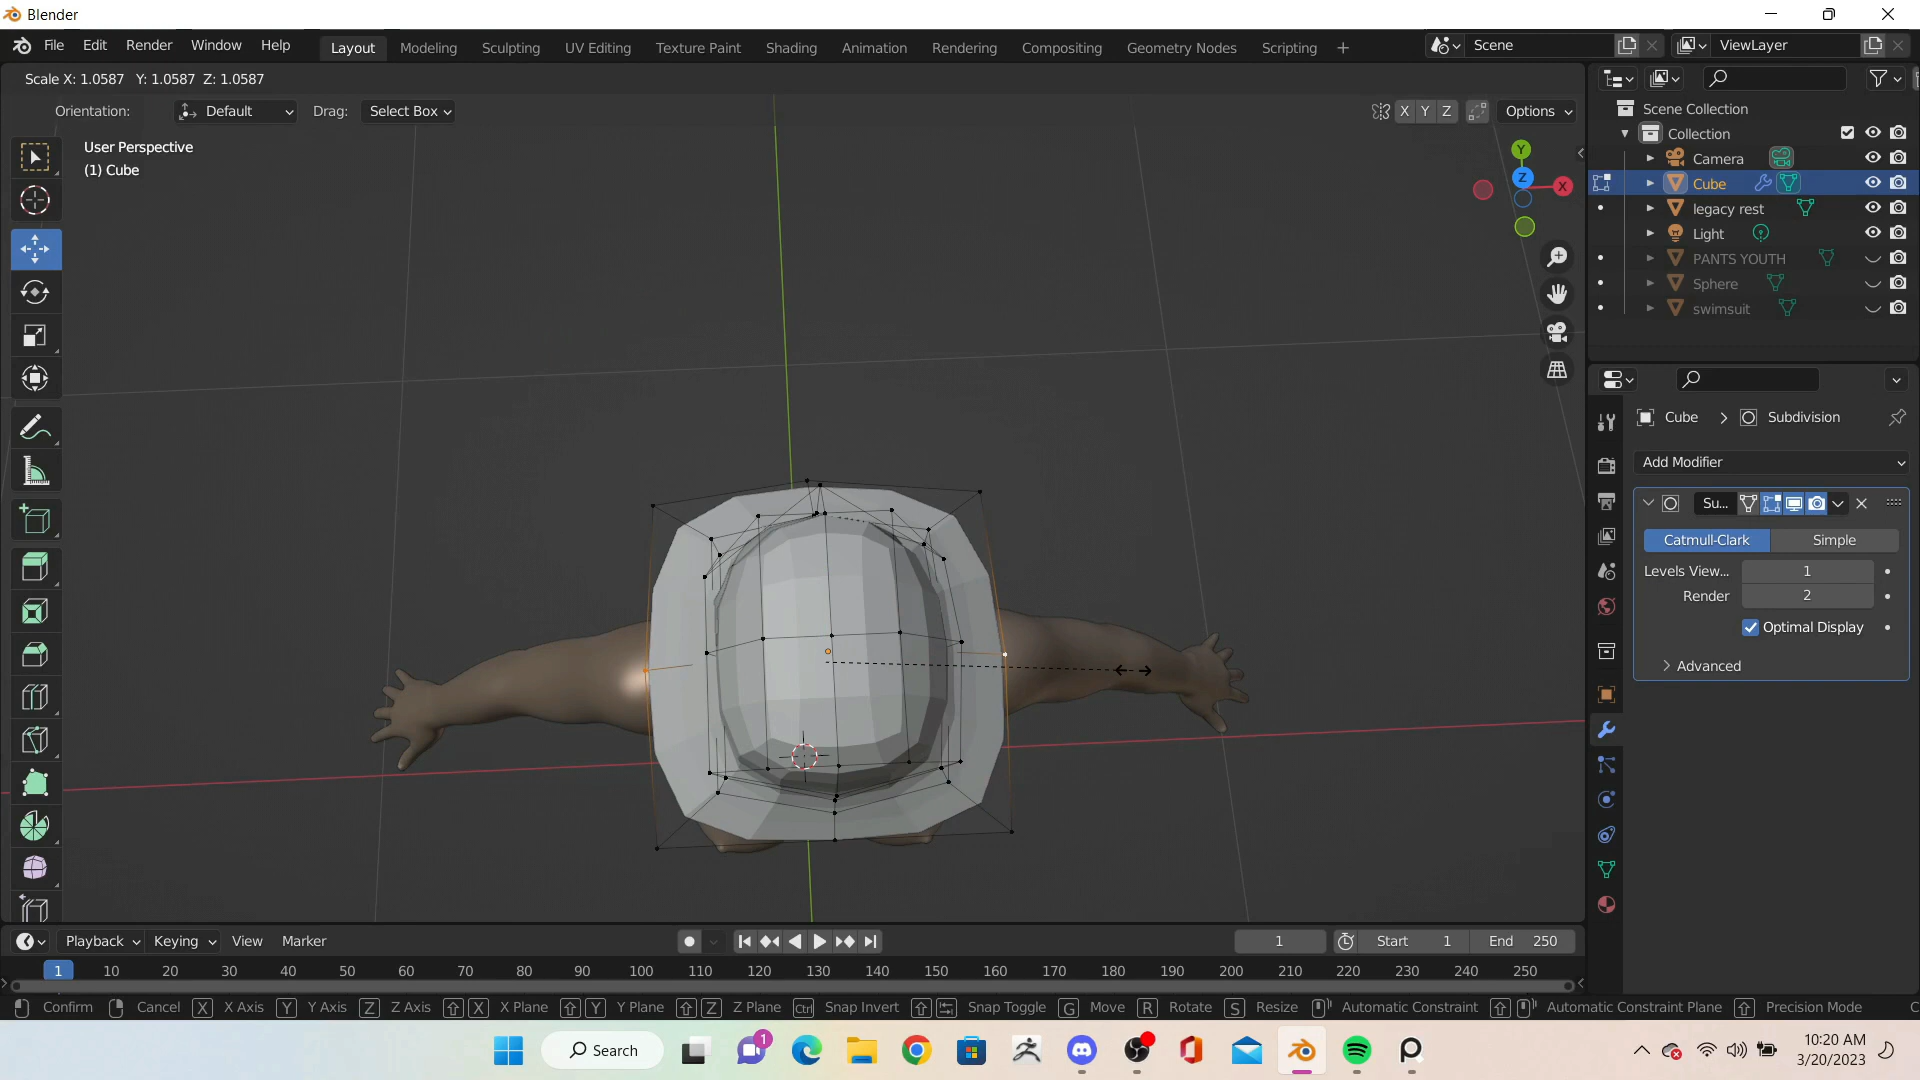 Blender
File Edit Render Window Help Layout Modeling Sculpting UV Editing Texture Paint Shading Animation Rendering Compositing Geometry Nodes Scripting + Scene ViewLayer
Scale X: 1.0587 Y: 1.0587 Z: 1.0587
Orientation: Default Drag: Select Box X Y Z Options
User Perspective
(1) Cube
Y
Z
X
Scene Collection
Collection
Camera
Cube
legacy rest
Light
PANTS YOUTH
Sphere
swimsuit
Cube > Subdivision
Add Modifier
Su...
Catmull-Clark Simple
Levels View... 1
Render 2
Optimal Display
Advanced
Playback Keying View Marker 1 Start 1 End 250
1 10 20 30 40 50 60 70 80 90 100 110 120 130 140 150 160 170 180 190 200 210 220 230 240 250
Confirm Cancel X X Axis Y Y Axis Z Z Axis X X Plane Y Y Plane Z Z Plane Ctrl Snap Invert Snap Toggle G Move R Rotate S Resize Automatic Constraint Automatic Constraint Plane Precision Mode C
Search
1
10:20 AM
3/20/2023